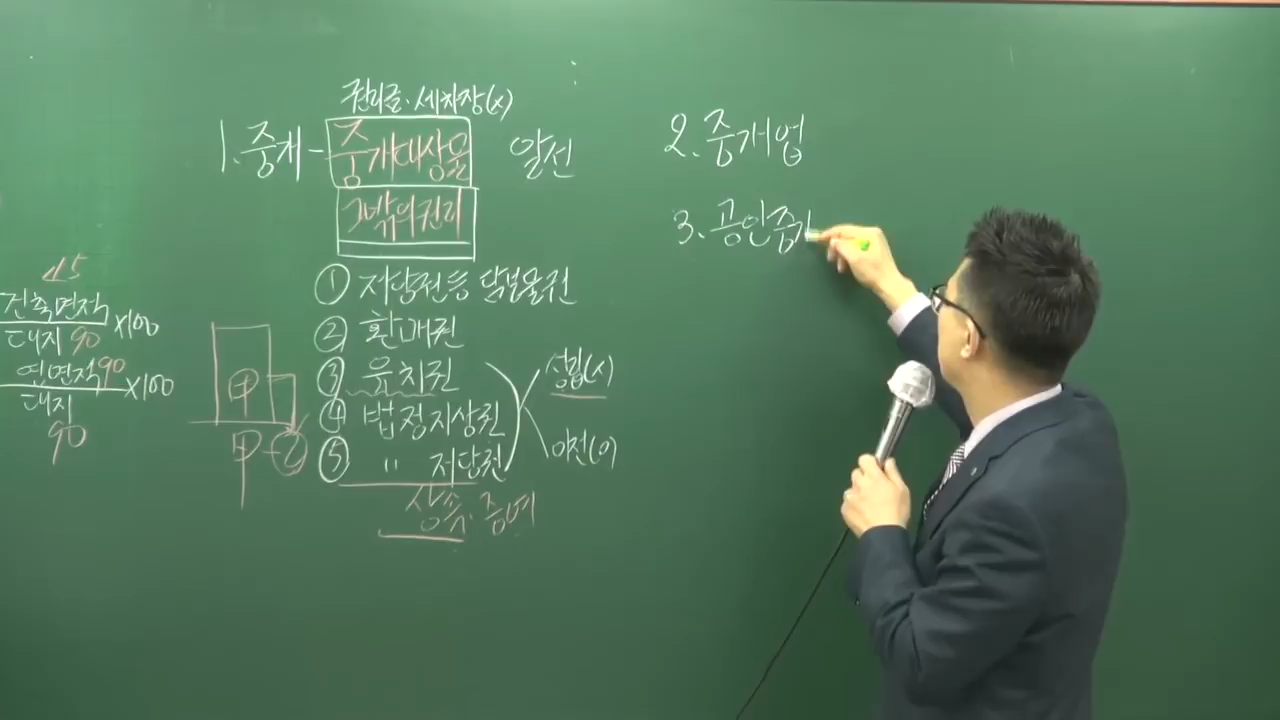 권리금·세차장(x)
1. 중개 - 중개대상물 알선
그밖의권리
① 저당권등 담보물권
② 환매권
③ 유치권
④ 법정지상권
⑤ " 저당권
성립(x)
이전(o)
상속·증여
45
건축면적
대지 90 x100
연면적 90
대지 x100
90
甲
甲-乙
2. 중개업
3. 공인중개